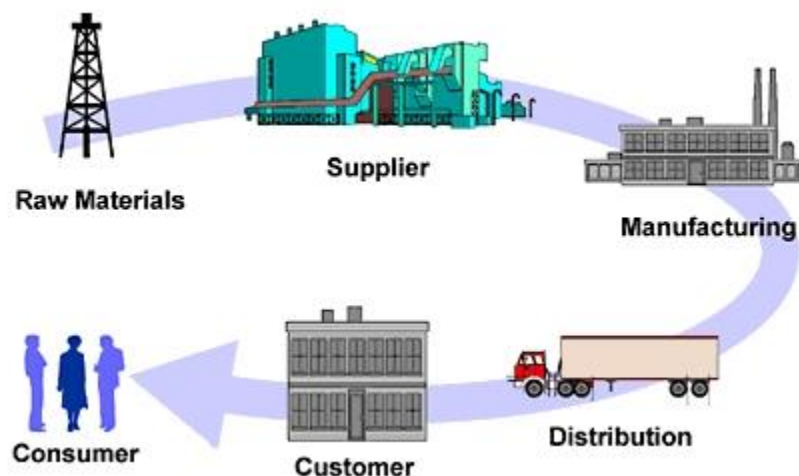 Raw Materials
Supplier
Manufacturing
Distribution
Customer
Consumer